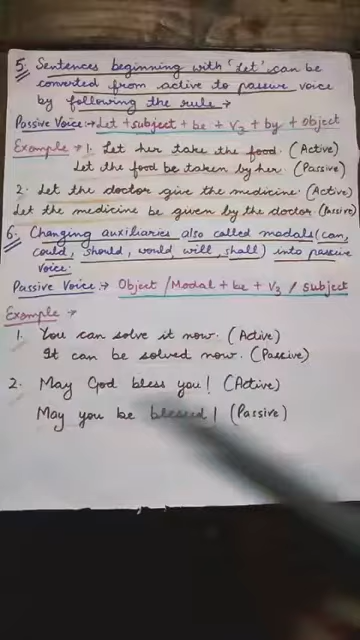 5. Sentences beginning with 'Let' can be
converted from active to passive voice
by following the rule →
Passive Voice:→ Let + subject + be + V3 + by + object
Example → 1. Let her take the food. (Active)
Let the food be taken by her. (Passive)
2. Let the doctor give the medicine. (Active)
Let the medicine be given by the doctor. (Passive)
6. Changing auxiliaries also called modals (can,
could, should, would, will, shall) into passive
voice:
Passive Voice:→ Object / Modal + be + V3 / subject
Example →
1. You can solve it now. (Active)
It can be solved now. (Passive)
2. May God bless you! (Active)
May you be blessed! (Passive)